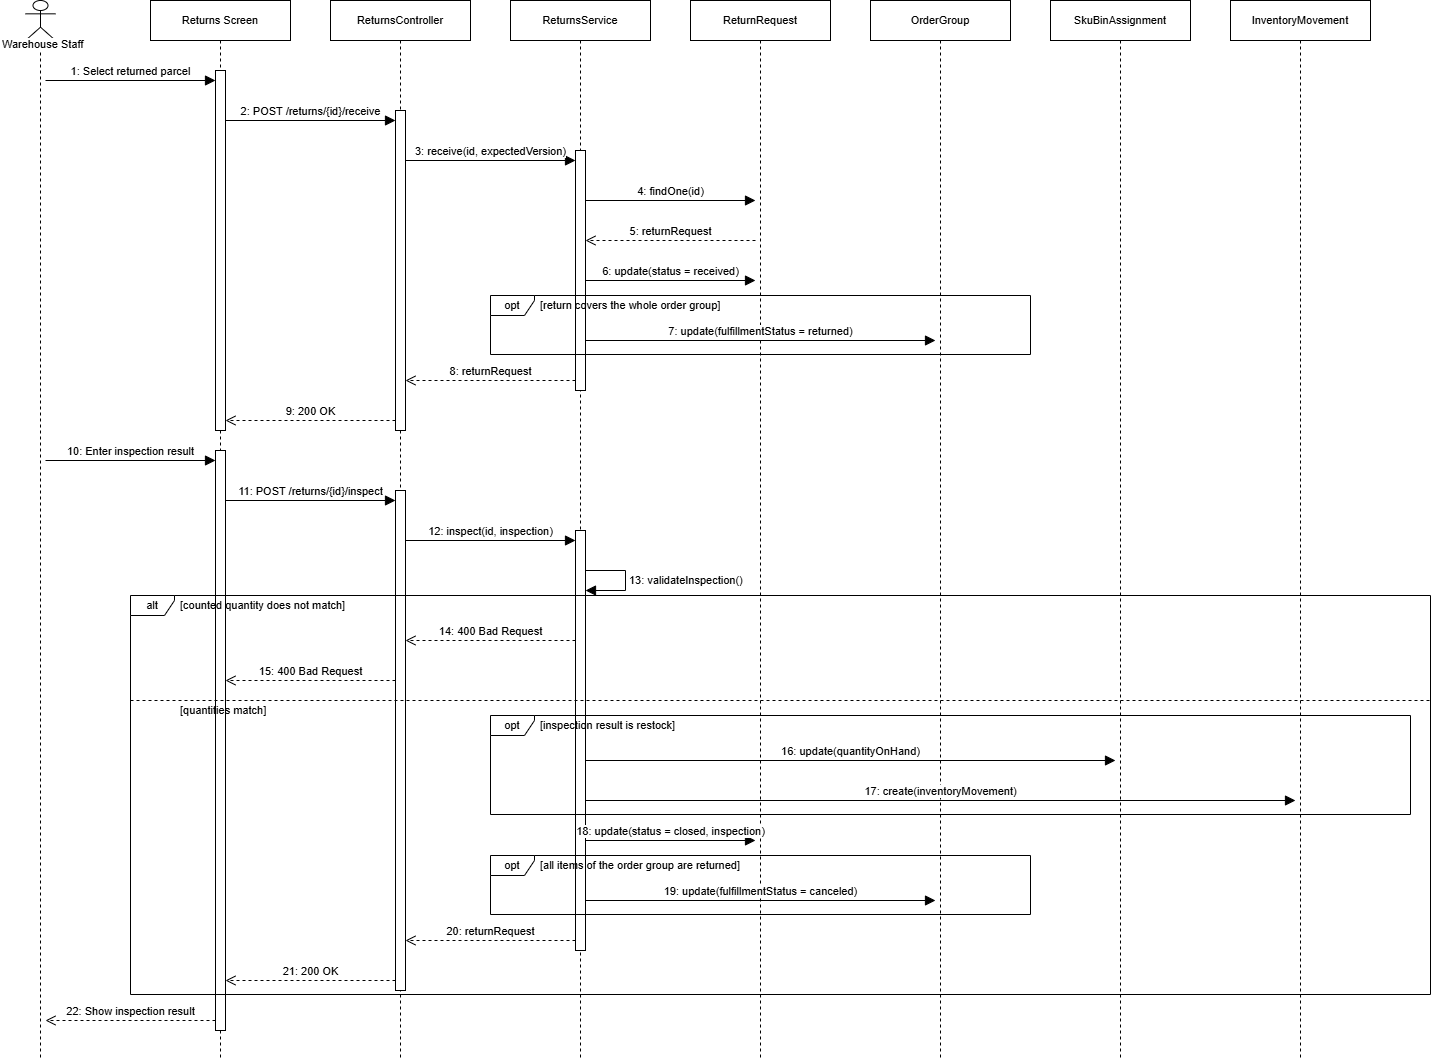 Warehouse Staff
Returns Screen
ReturnsController
ReturnsService
ReturnRequest
OrderGroup
SkuBinAssignment
InventoryMovement
1: Select returned parcel
2: POST /returns/{id}/receive
3: receive(id, expectedVersion)
4: findOne(id)
5: returnRequest
6: update(status = received)
opt
[return covers the whole order group]
7: update(fulfillmentStatus = returned)
8: returnRequest
9: 200 OK
10: Enter inspection result
11: POST /returns/{id}/inspect
12: inspect(id, inspection)
13: validateInspection()
alt
[counted quantity does not match]
14: 400 Bad Request
15: 400 Bad Request
[quantities match]
opt
[inspection result is restock]
16: update(quantityOnHand)
17: create(inventoryMovement)
18: update(status = closed, inspection)
opt
[all items of the order group are returned]
19: update(fulfillmentStatus = canceled)
20: returnRequest
21: 200 OK
22: Show inspection result